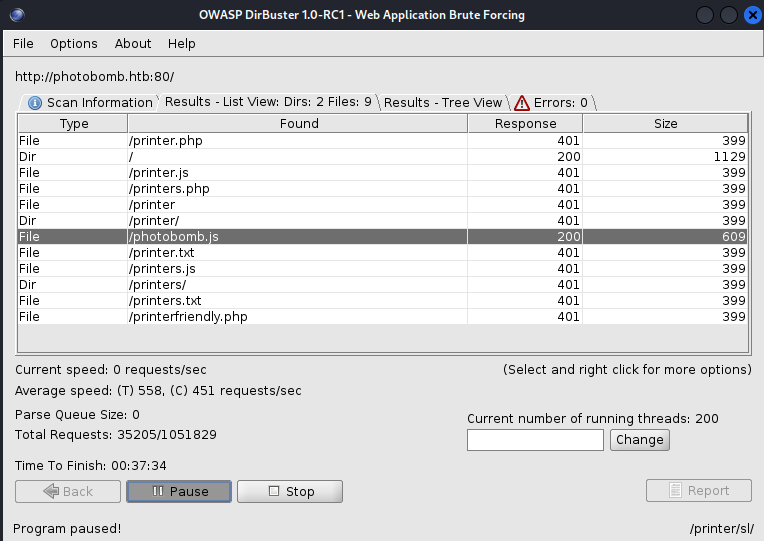 OWASP DirBuster 1.0-RC1 - Web Application Brute Forcing
File Options About Help
http://photobomb.htb:80/
Scan Information Results - List View: Dirs: 2 Files: 9 Results - Tree View Errors: 0
Type Found Response Size
File /printer.php 401 399
Dir / 200 1129
File /printer.js 401 399
File /printers.php 401 399
File /printer 401 399
Dir /printer/ 401 399
File /photobomb.js 200 609
File /printer.txt 401 399
File /printers.js 401 399
Dir /printers/ 401 399
File /printers.txt 401 399
File /printerfriendly.php 401 399
Current speed: 0 requests/sec (Select and right click for more options)
Average speed: (T) 558, (C) 451 requests/sec
Parse Queue Size: 0 Current number of running threads: 200
Total Requests: 35205/1051829 Change
Time To Finish: 00:37:34
Back Pause Stop Report
Program paused! /printer/sl/